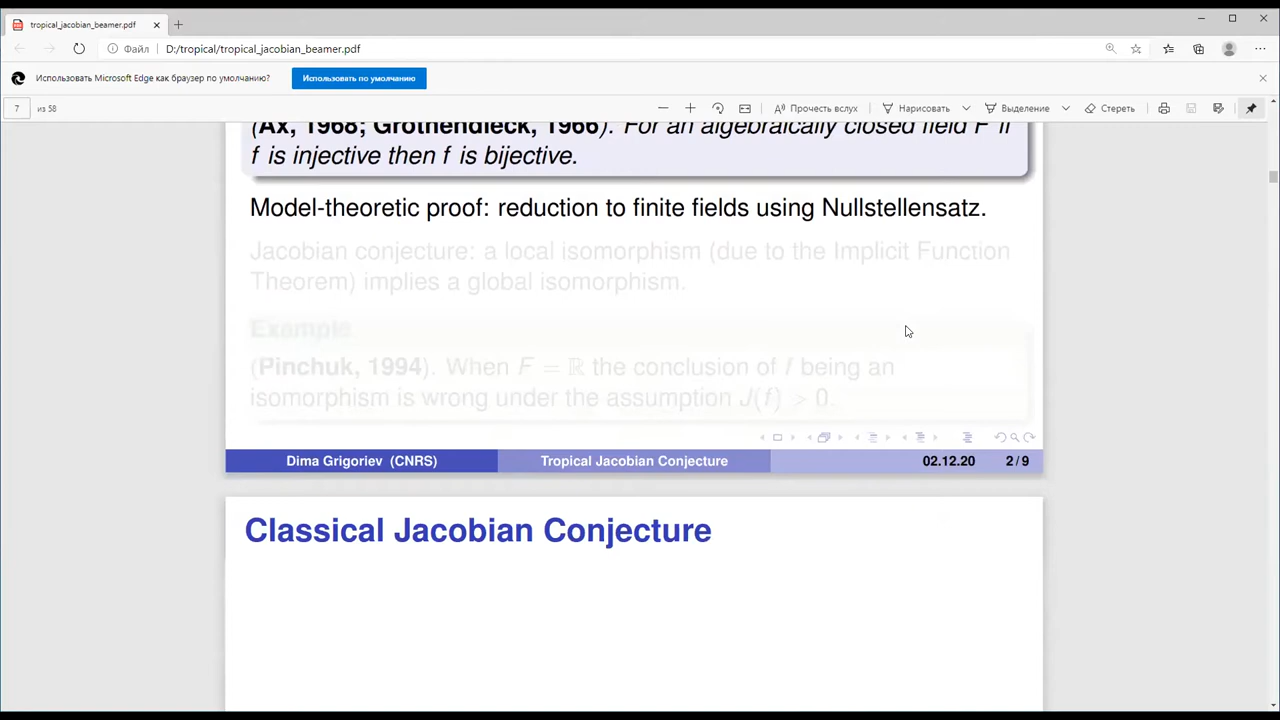 tropical_jacobian_beamer.pdf
Файл D:/tropical/tropical_jacobian_beamer.pdf
Использовать Microsoft Edge как браузер по умолчанию? Использовать по умолчанию
7 из 58 Прочесть вслух Нарисовать Выделение Стереть
(Ax, 1968; Grothendieck, 1966). For an algebraically closed field F if
f is injective then f is bijective.
Model-theoretic proof: reduction to finite fields using Nullstellensatz.
Jacobian conjecture: a local isomorphism (due to the Implicit Function
Theorem) implies a global isomorphism.
Example
(Pinchuk, 1994). When F = ℝ the conclusion of f being an
isomorphism is wrong under the assumption J(f) > 0.
Dima Grigoriev (CNRS) Tropical Jacobian Conjecture 02.12.20 2 / 9
Classical Jacobian Conjecture